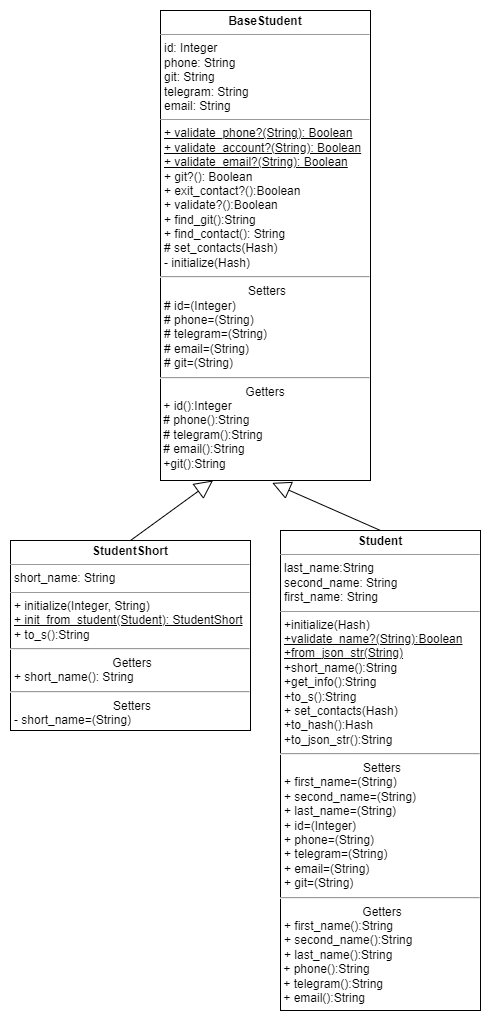 BaseStudent
id: Integer
phone: String
git: String
telegram: String
email: String
+ validate_phone?(String): Boolean
+ validate_account?(String): Boolean
+ validate_email?(String): Boolean
+ git?(): Boolean
+ exit_contact?():Boolean
+ validate?():Boolean
+ find_git():String
+ find_contact(): String
# set_contacts(Hash)
- initialize(Hash)
Setters
# id=(Integer)
# phone=(String)
# telegram=(String)
# email=(String)
# git=(String)
Getters
+ id():Integer
# phone():String
# telegram():String
# email():String
+git():String
StudentShort
short_name: String
+ initialize(Integer, String)
+ init_from_student(Student): StudentShort
+ to_s():String
Getters
+ short_name(): String
Setters
- short_name=(String)
Student
last_name:String
second_name: String
first_name: String
+initialize(Hash)
+validate_name?(String):Boolean
+from_json_str(String)
+short_name():String
+get_info():String
+to_s():String
+ set_contacts(Hash)
+to_hash():Hash
+to_json_str():String
Setters
+ first_name=(String)
+ second_name=(String)
+ last_name=(String)
+ id=(Integer)
+ phone=(String)
+ telegram=(String)
+ email=(String)
+ git=(String)
Getters
+ first_name():String
+ second_name():String
+ last_name():String
+ phone():String
+ telegram():String
+ email():String